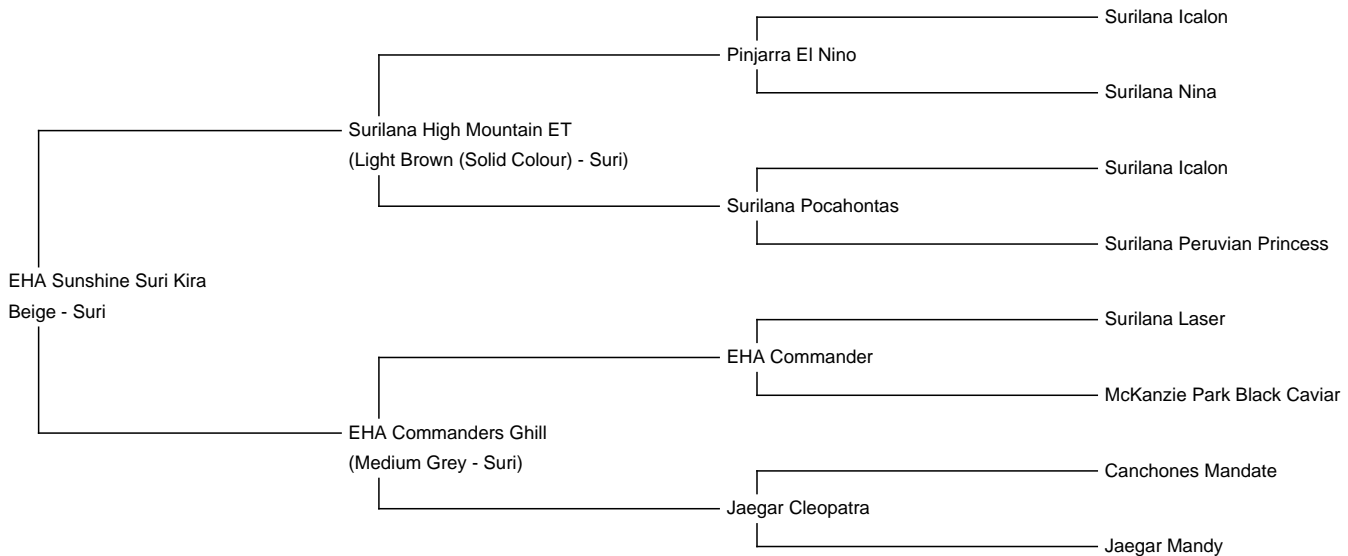 Surilana Icalon
Pinjarra El Nino
Surilana Nina
Surilana High Mountain ET
(Light Brown (Solid Colour) - Suri)
Surilana Icalon
Surilana Pocahontas
Surilana Peruvian Princess
EHA Sunshine Suri Kira
Beige - Suri
Surilana Laser
EHA Commander
McKanzie Park Black Caviar
EHA Commanders Ghill
(Medium Grey - Suri)
Canchones Mandate
Jaegar Cleopatra
Jaegar Mandy